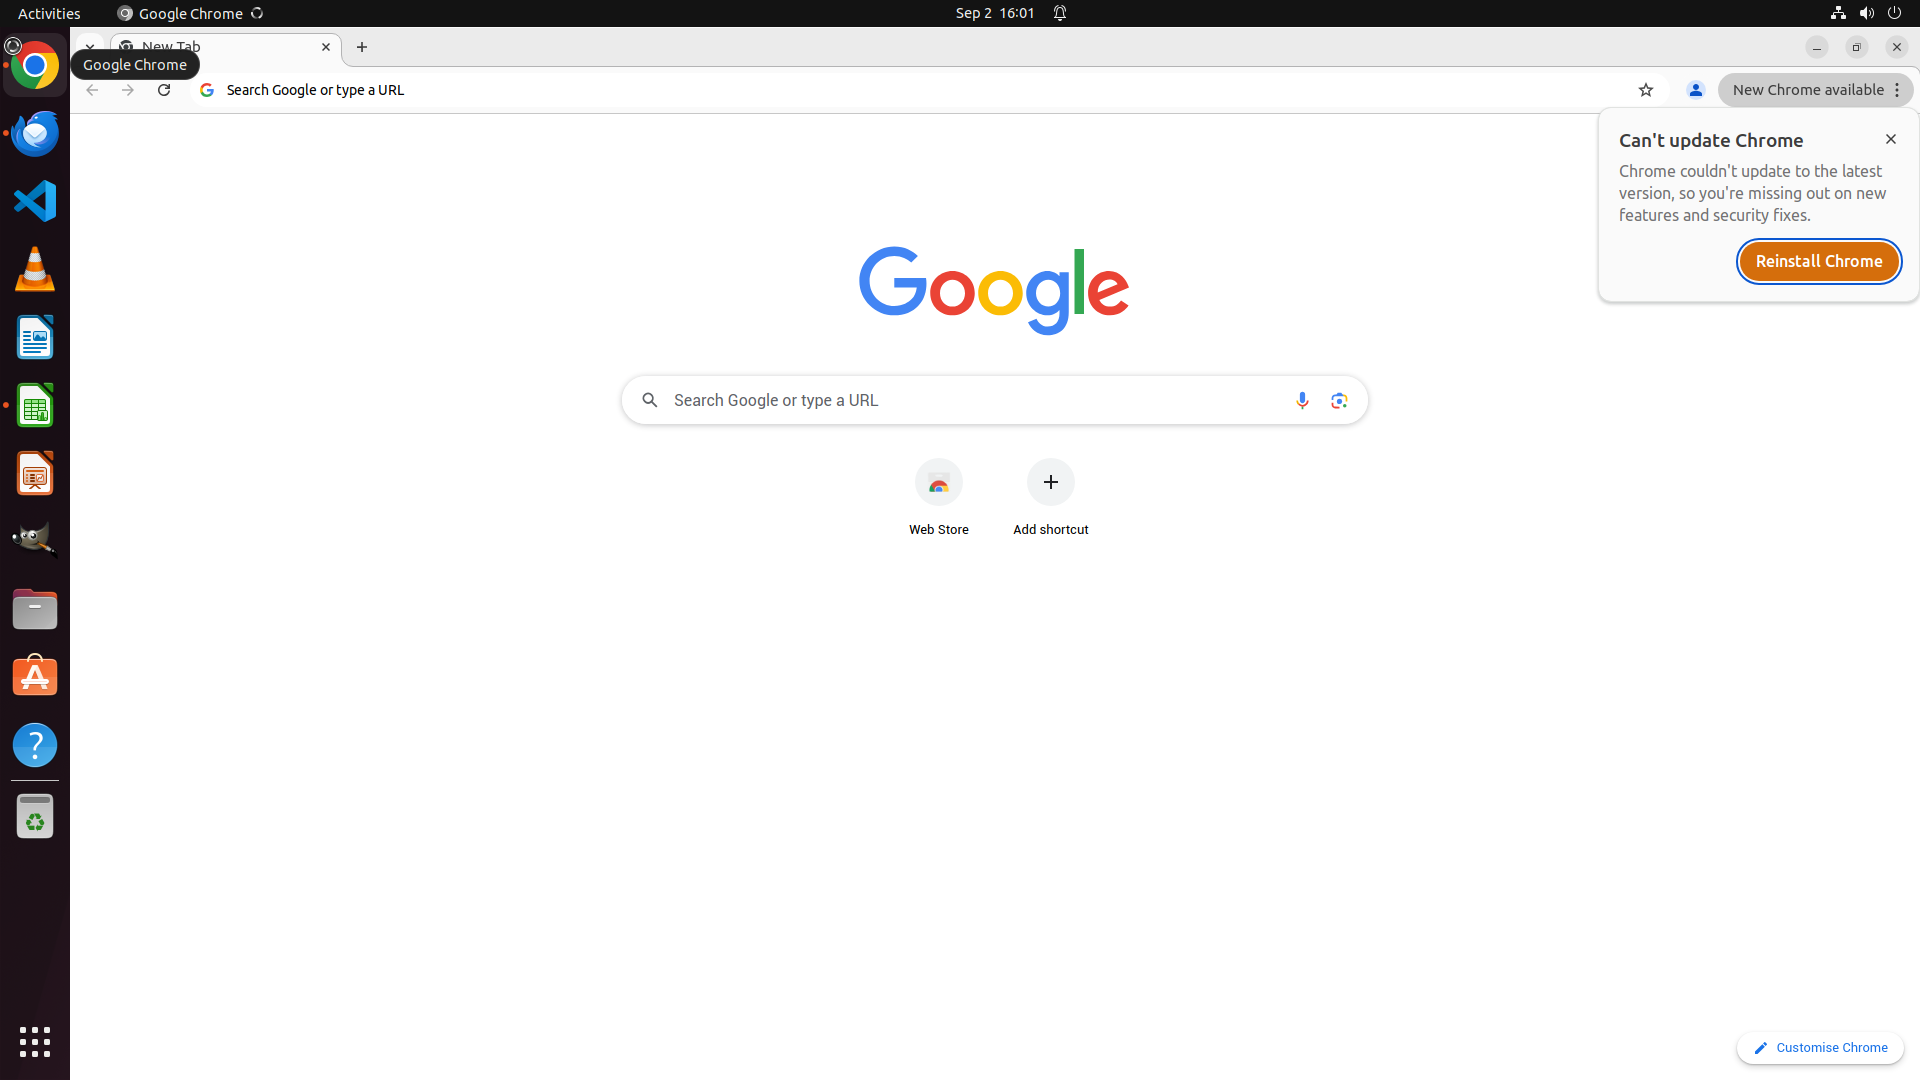 Activities
Google Chrome
Sep 2 16:01
New Tab
Google Chrome
Search Google or type a URL
New Chrome available
Can't update Chrome
Chrome couldn't update to the latest
version, so you're missing out on new
features and security fixes.
Reinstall Chrome
Google
Search Google or type a URL
Web Store
Add shortcut
Customise Chrome